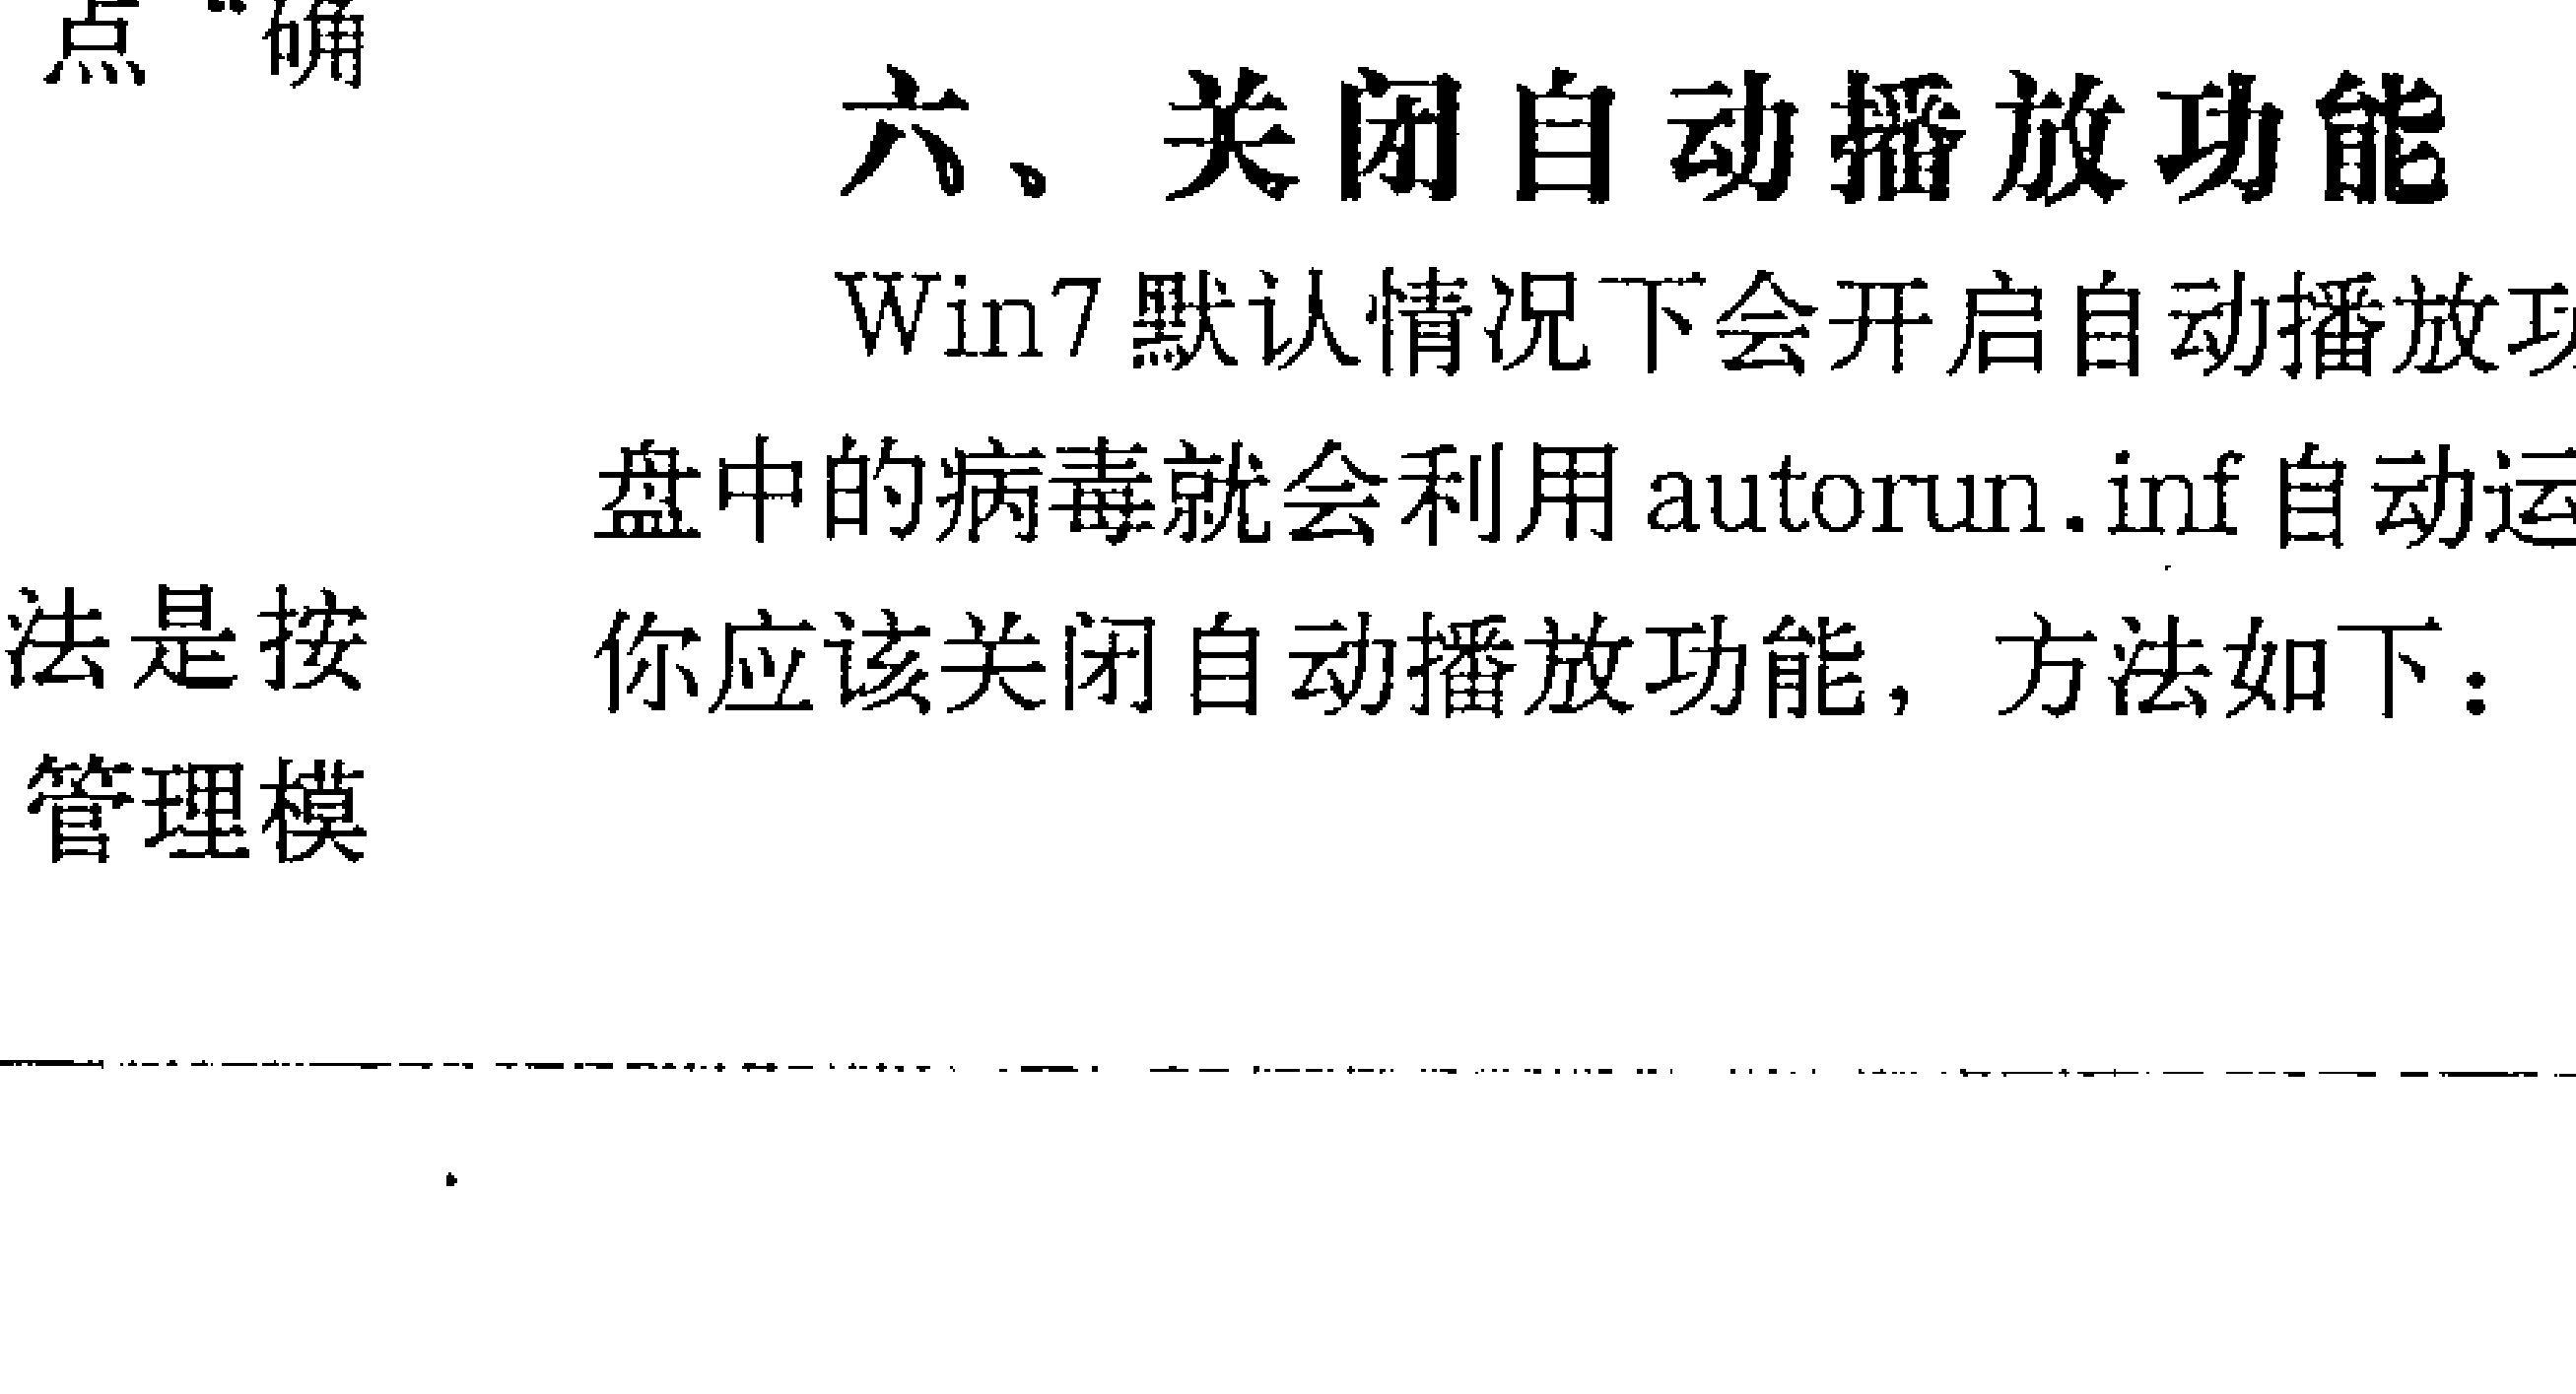 点“确
法是按
管理模
六、关闭自动播放功能
Win7默认情况下会开启自动播放功
盘中的病毒就会利用autorun.inf自动运
你应该关闭自动播放功能，方法如下：